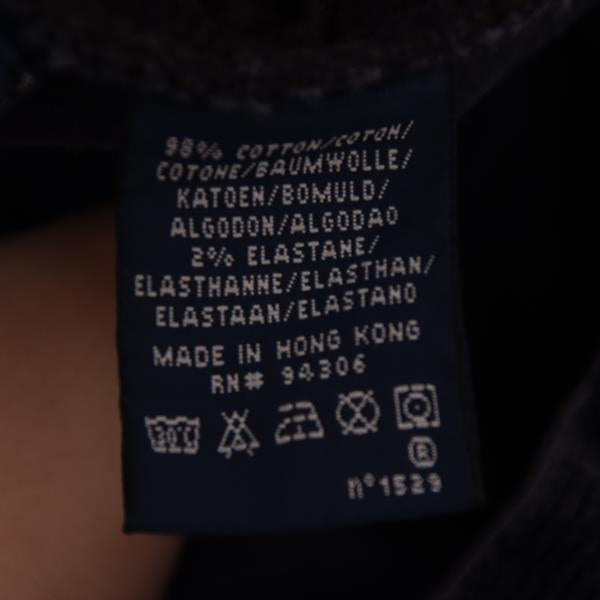 98% COTTON/COTON/
COTONE/BAUMWOLLE/
KATOEN/BOMULD/
ALGODON/ALGODAO
2% ELASTANE/
ELASTHANNE/ELASTHAN/
ELASTAAN/ELASTANO
MADE IN HONG KONG
RN# 94306
30C
R
n°1529